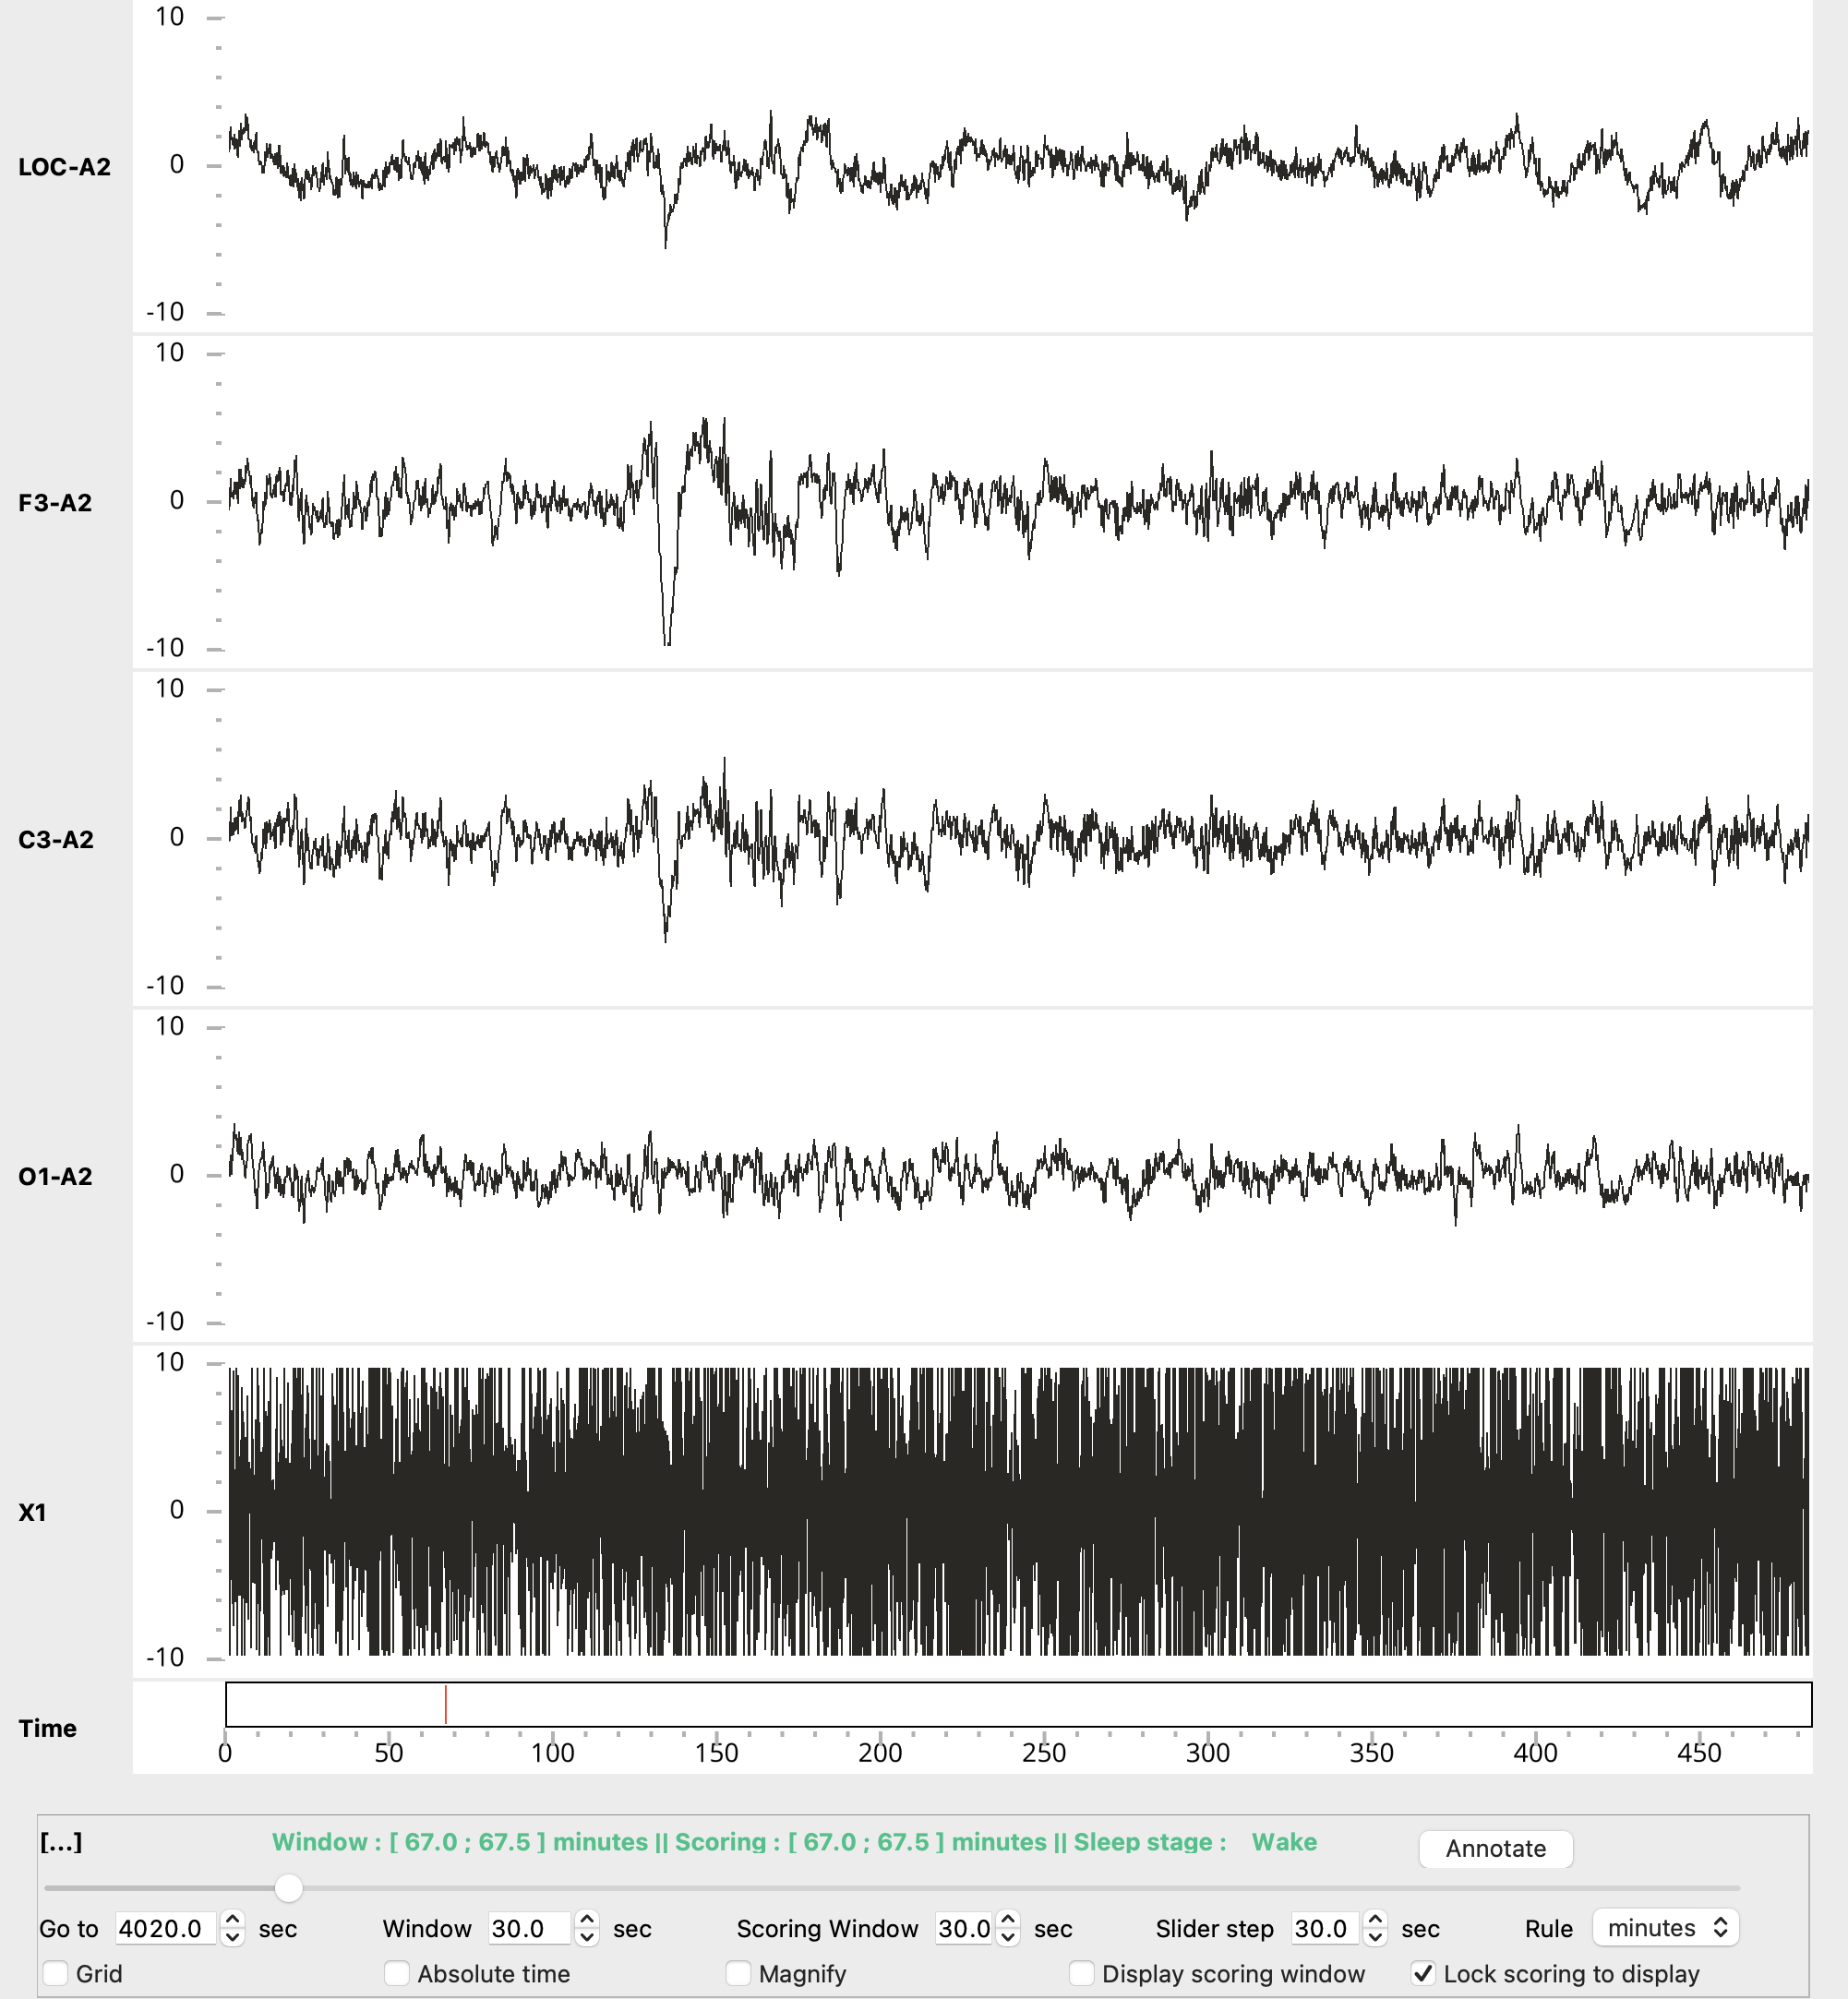 10
LOC-A2
0
-10
10
F3-A2
0
-10
10
C3-A2
0
-10
10
O1-A2
0
-10
10
X1
0
-10
Time
0 50 100 150 200 250 300 350 400 450
[...] Window : [ 67.0 ; 67.5 ] minutes || Scoring : [ 67.0 ; 67.5 ] minutes || Sleep stage : Wake Annotate
Go to 4020.0 sec Window 30.0 sec Scoring Window 30.0 sec Slider step 30.0 sec Rule minutes
Grid Absolute time Magnify Display scoring window Lock scoring to display